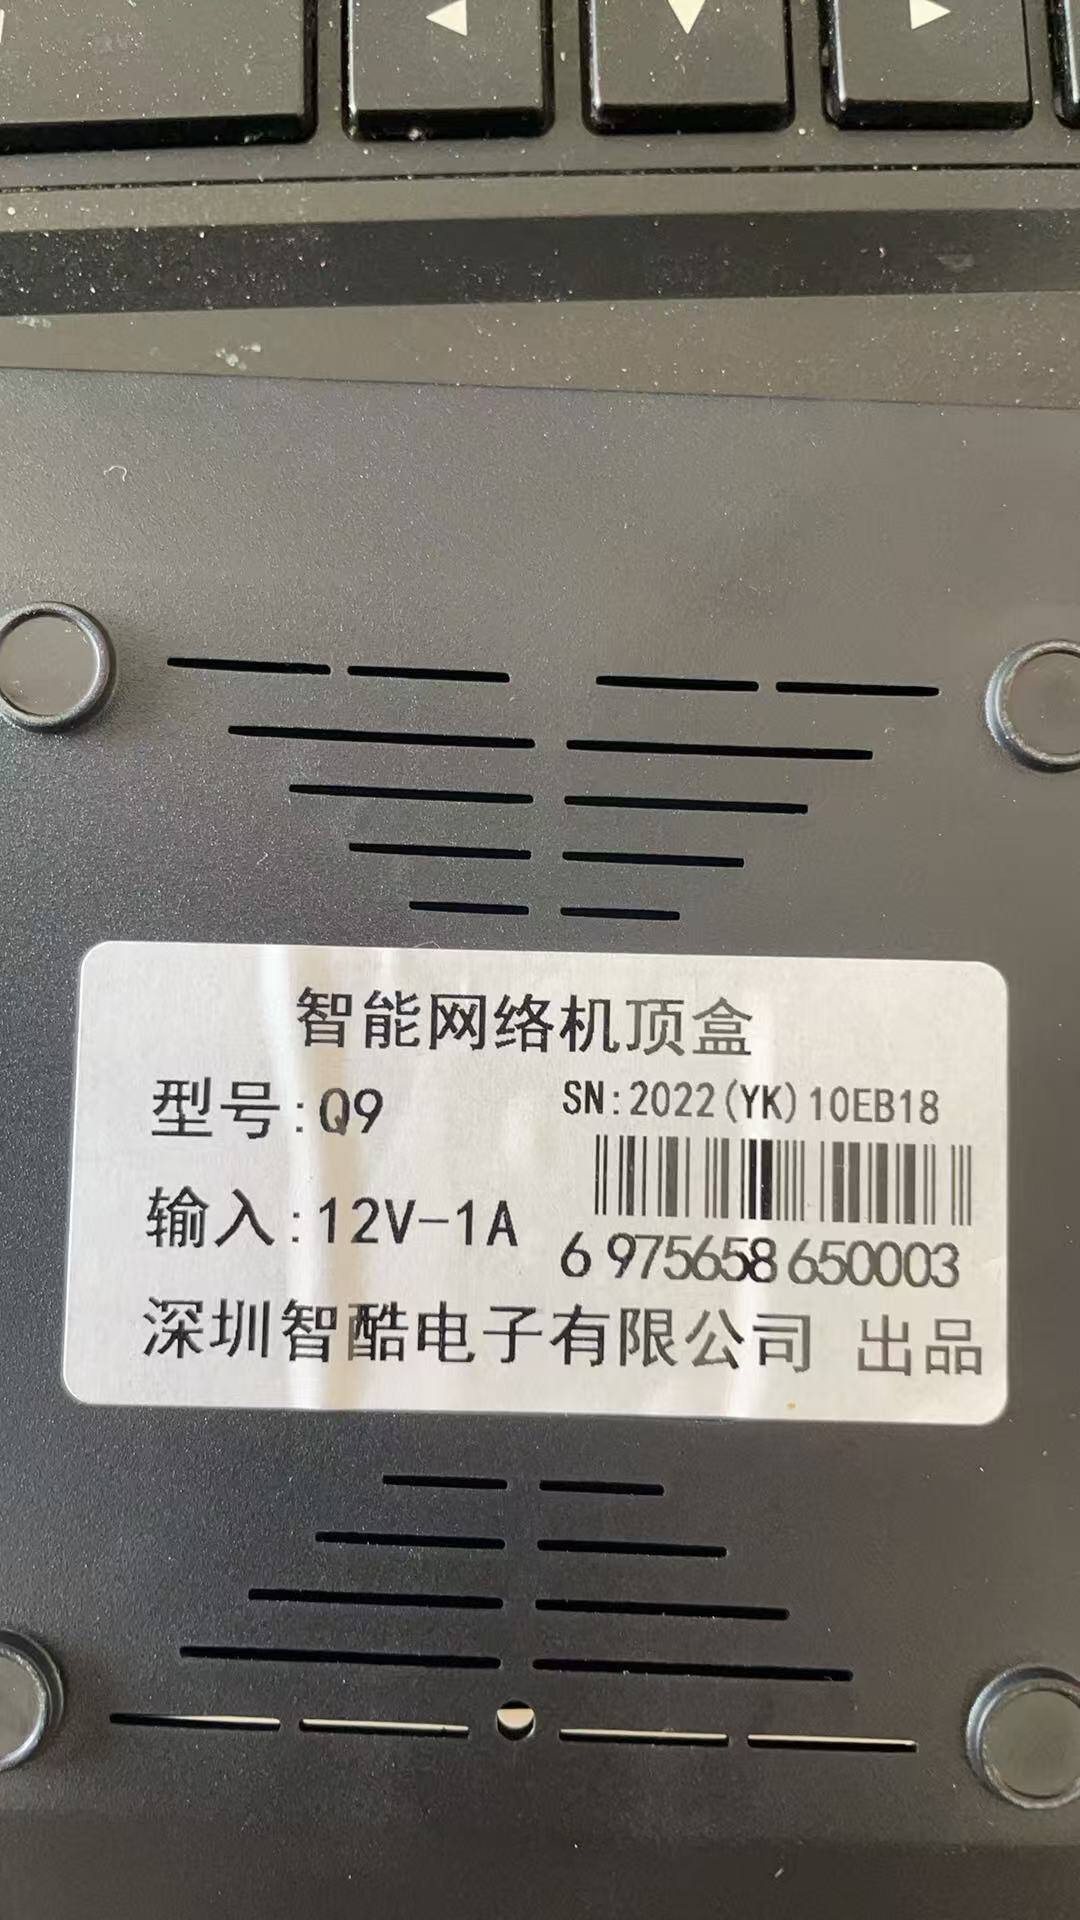 智能网络机顶盒
型号:Q9
SN:2022(YK)10EB18
输入:12V-1A
6 975658 650003
深圳智酷电子有限公司 出品